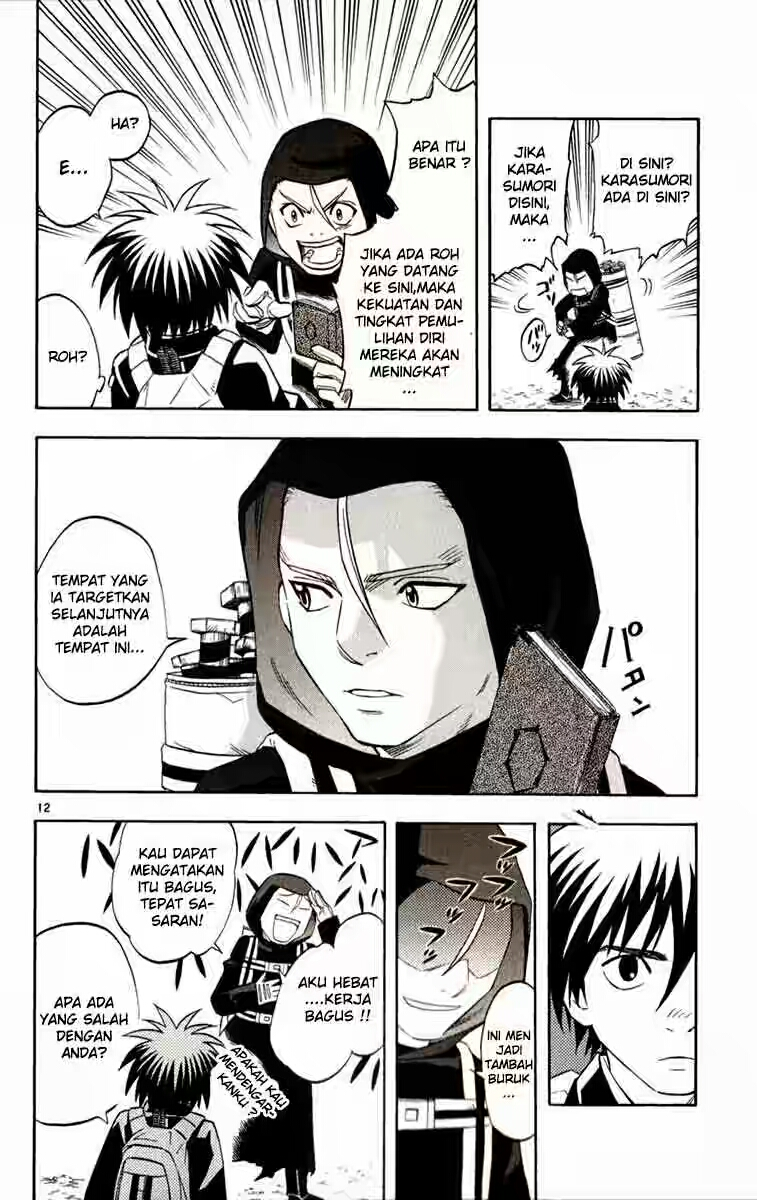 DI SINI?
KARASUMORI
ADA DI SINI?
JIKA
KARA-
SUMORI
DISINI,
MAKA
...
APA ITU
BENAR ?
JIKA ADA ROH
YANG DATANG
KE SINI,MAKA
KEKUATAN DAN
TINGKAT PEMU-
LIHAN DIRI
MEREKA AKAN
MENINGKAT
...
HA?
E...
ROH?
パタン
TEMPAT YANG
IA TARGETKAN
SELANJUTNYA
ADALAH
TEMPAT INI...
12
INI MEN
JADI
TAMBAH
BURUK
...
KAU DAPAT
MENGATAKAN
ITU BAGUS,
TEPAT SA-
SARAN!
AKU HEBAT
....KERJA
BAGUS !!
APA ADA
YANG SALAH
DENGAN
ANDA?
APAKAH KAU
MENDENGAR-
KANKU ?